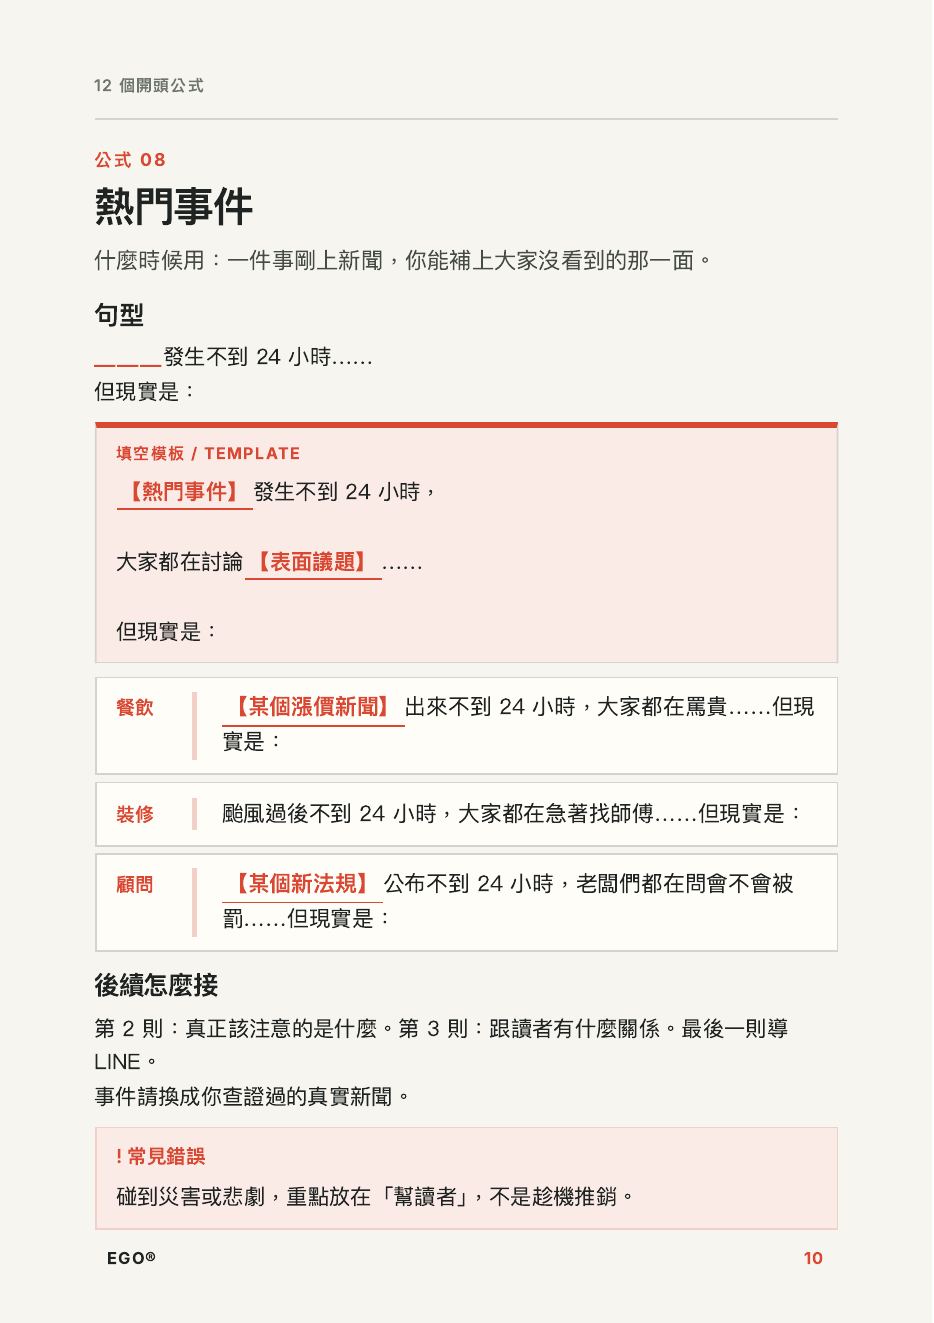 12 個開頭公式
公式 08
熱門事件
什麼時候用：一件事剛上新聞，你能補上大家沒看到的那一面。
句型
＿＿＿發生不到 24 小時……
但現實是：
填空模板 / TEMPLATE
【熱門事件】發生不到 24 小時，
大家都在討論【表面議題】……
但現實是：
餐飲
【某個漲價新聞】出來不到 24 小時，大家都在罵貴……但現
實是：
裝修
颱風過後不到 24 小時，大家都在急著找師傅……但現實是：
顧問
【某個新法規】公布不到 24 小時，老闆們都在問會不會被
罰……但現實是：
後續怎麼接
第 2 則：真正該注意的是什麼。第 3 則：跟讀者有什麼關係。最後一則導
LINE。
事件請換成你查證過的真實新聞。
! 常見錯誤
碰到災害或悲劇，重點放在「幫讀者」，不是趁機推銷。
EGO®
10